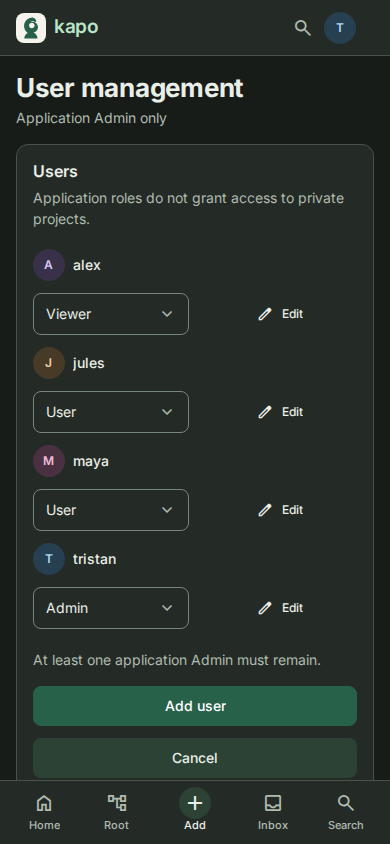 kapo
T
User management
Application Admin only
Users
Application roles do not grant access to private
projects.
A alex
Viewer Edit
J jules
User Edit
M maya
User Edit
T tristan
Admin Edit
At least one application Admin must remain.
Add user
Cancel
Home Root Add Inbox Search